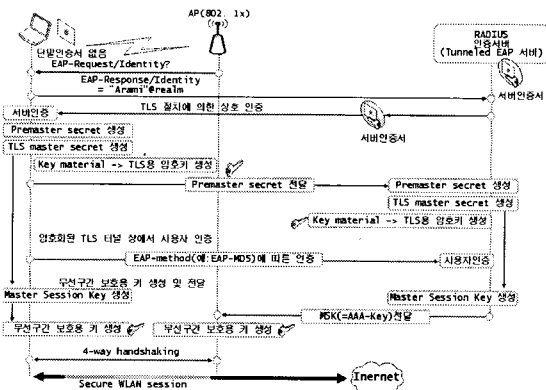 AP(802. 1x)
RADIUS
인증서버
(Tunneled EAP 서버)
단말인증서 없음
EAP-Request/Identity?
EAP-Response/Identity
= "Arami"@realm
서버인증서
TLS 절차에 의한 상호 인증
서버인증
서버인증서
Premaster secret 생성
TLS master secret 생성
Key material -> TLS용 암호키 생성
Premaster secret 전달
Premaster secret 생성
TLS master secret 생성
Key material -> TLS용 암호키 생성
암호화된 TLS 터널 상에서 사용자 인증
EAP-method(예:EAP-MD5)에 따른 인증
사용자인증
무선구간 보호용 키 생성 및 전달
Master Session Key 생성
Master Session Key 생성
MSK(=AAA-Key)전달
무선구간 보호용 키 생성
무선구간 보호용 키 생성
4-way handshaking
Secure WLAN session
Inernet